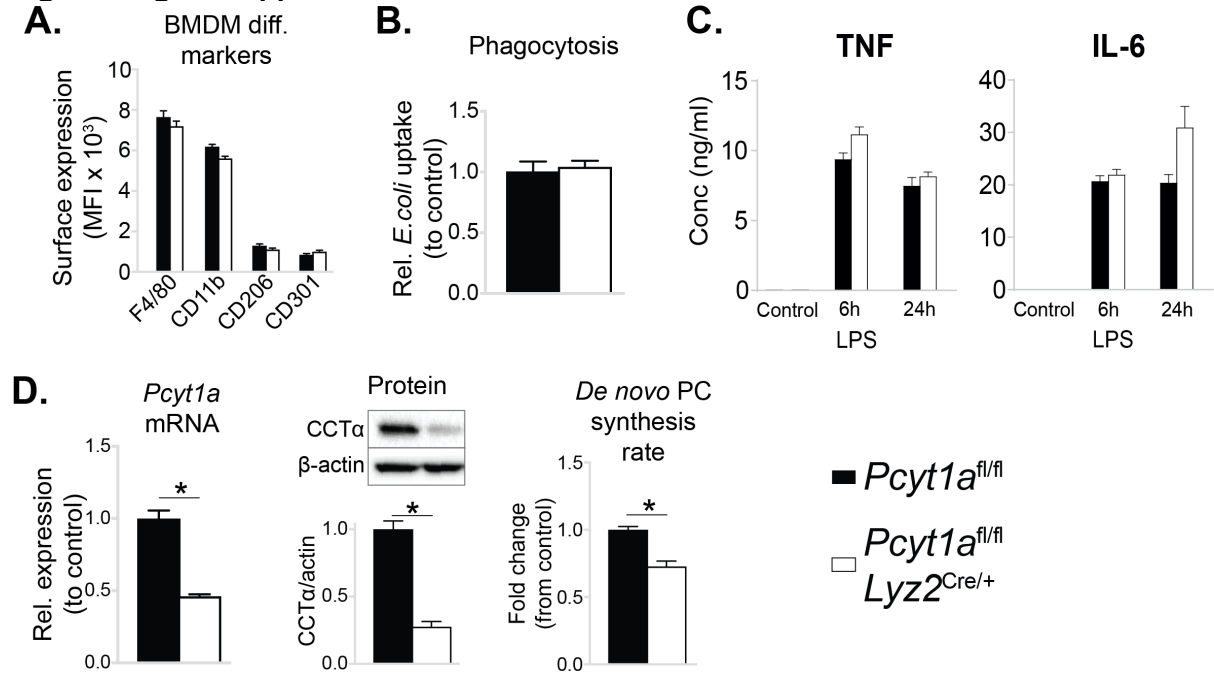 A.
BMDM diff.
markers
Surface expression
(MFI x 10³)
10
8
6
4
2
0
F4/80
CD11b
CD206
CD301
B.
Phagocytosis
Rel. E.coli uptake
(to control)
1.5
1.0
0.5
0.0
C.
TNF
Conc (ng/ml)
15
10
5
0
Control
6h
24h
LPS
IL-6
40
30
20
10
0
Control
6h
24h
LPS
D.
Pcyt1a
mRNA
Rel. expression
(to control)
1.5
1.0
0.5
0.0
*
Protein
CCTα
β-actin
CCTα/actin
1.0
0.5
0.0
*
De novo PC
synthesis
rate
Fold change
(from control)
1.5
1.0
0.5
0.0
*
Pcyt1a fl/fl
Pcyt1a fl/fl
Lyz2 Cre/+